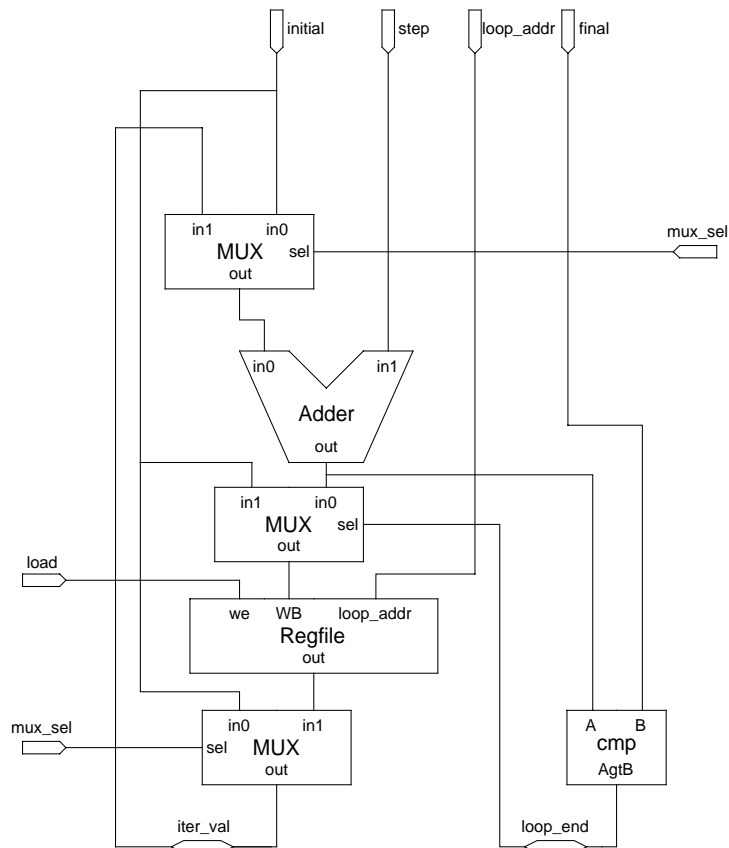 initial step loop_addr final
in1 in0
mux_sel
MUX sel
out
in0 in1
Adder
out
in1 in0
MUX sel
out
load
we WB loop_addr
Regfile
out
mux_sel
in0 in1
sel MUX
out
A B
cmp
AgtB
iter_val loop_end